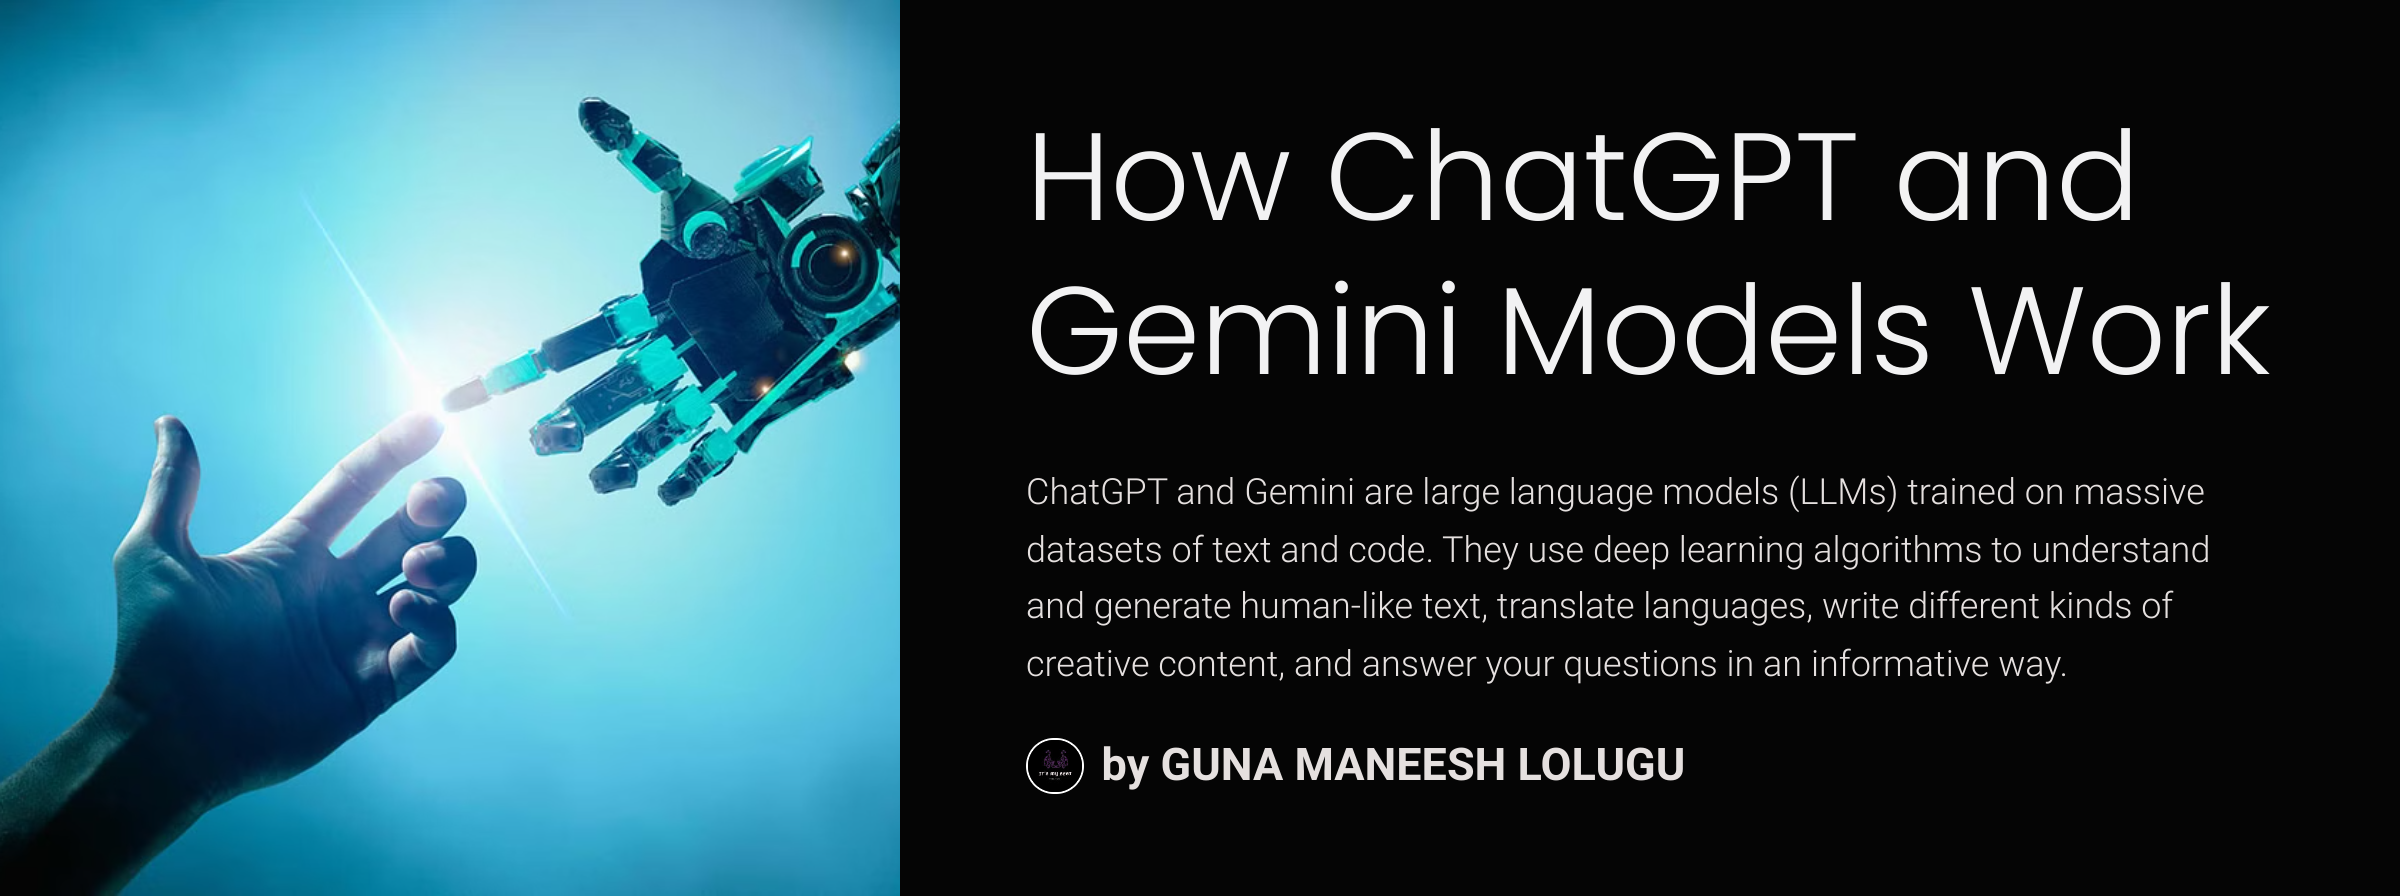 How ChatGPT and
Gemini Models Work
ChatGPT and Gemini are large language models (LLMs) trained on massive
datasets of text and code. They use deep learning algorithms to understand
and generate human-like text, translate languages, write different kinds of
creative content, and answer your questions in an informative way.
by GUNA MANEESH LOLUGU